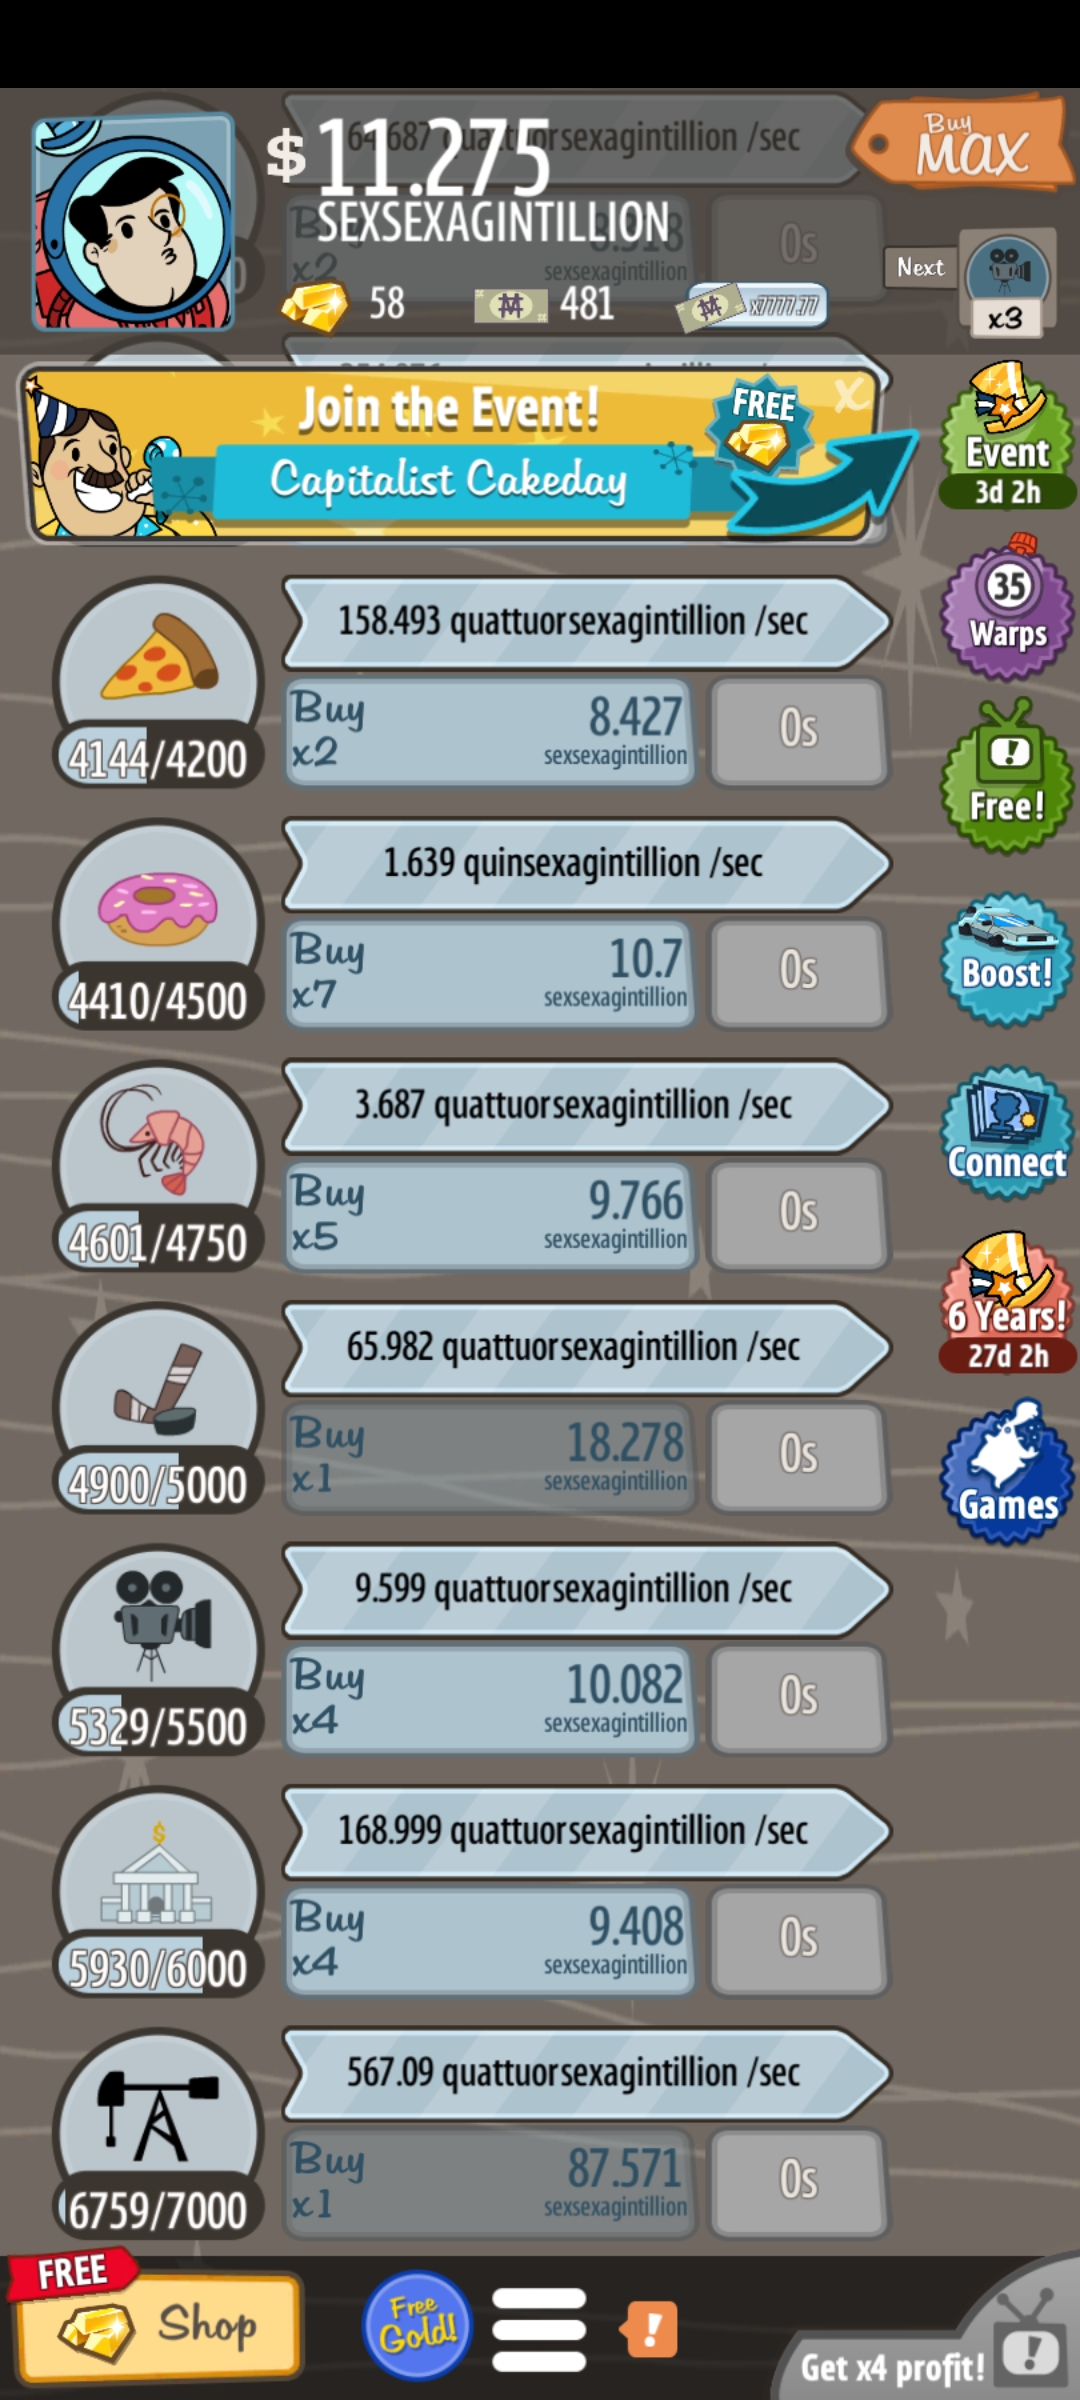 64.687 quattuorsexagintillion /sec
$11.275
SEXSEXAGINTILLION
Buy
MAX
x2
8.318
sexsexagintillion
0s
58
481
x7777.77
Next
x3
Join the Event!
Capitalist Cakeday
FREE
X
Event
3d 2h
158.493 quattuorsexagintillion /sec
Buy
x2
8.427
sexsexagintillion
0s
4144/4200
35
Warps
Free!
1.639 quinsexagintillion /sec
Buy
x7
10.7
sexsexagintillion
0s
4410/4500
Boost!
3.687 quattuorsexagintillion /sec
Buy
x5
9.766
sexsexagintillion
0s
4601/4750
Connect
65.982 quattuorsexagintillion /sec
Buy
x1
18.278
sexsexagintillion
0s
4900/5000
6 Years!
27d 2h
Games
9.599 quattuorsexagintillion /sec
Buy
x4
10.082
sexsexagintillion
0s
5329/5500
168.999 quattuorsexagintillion /sec
Buy
x4
9.408
sexsexagintillion
0s
5930/6000
567.09 quattuorsexagintillion /sec
Buy
x1
87.571
sexsexagintillion
0s
6759/7000
FREE
Shop
Free
Gold!
!
Get x4 profit!